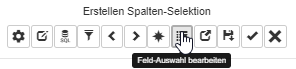 Erstellen Spalten-Selektion
SQL
Feld-Auswahl bearbeiten